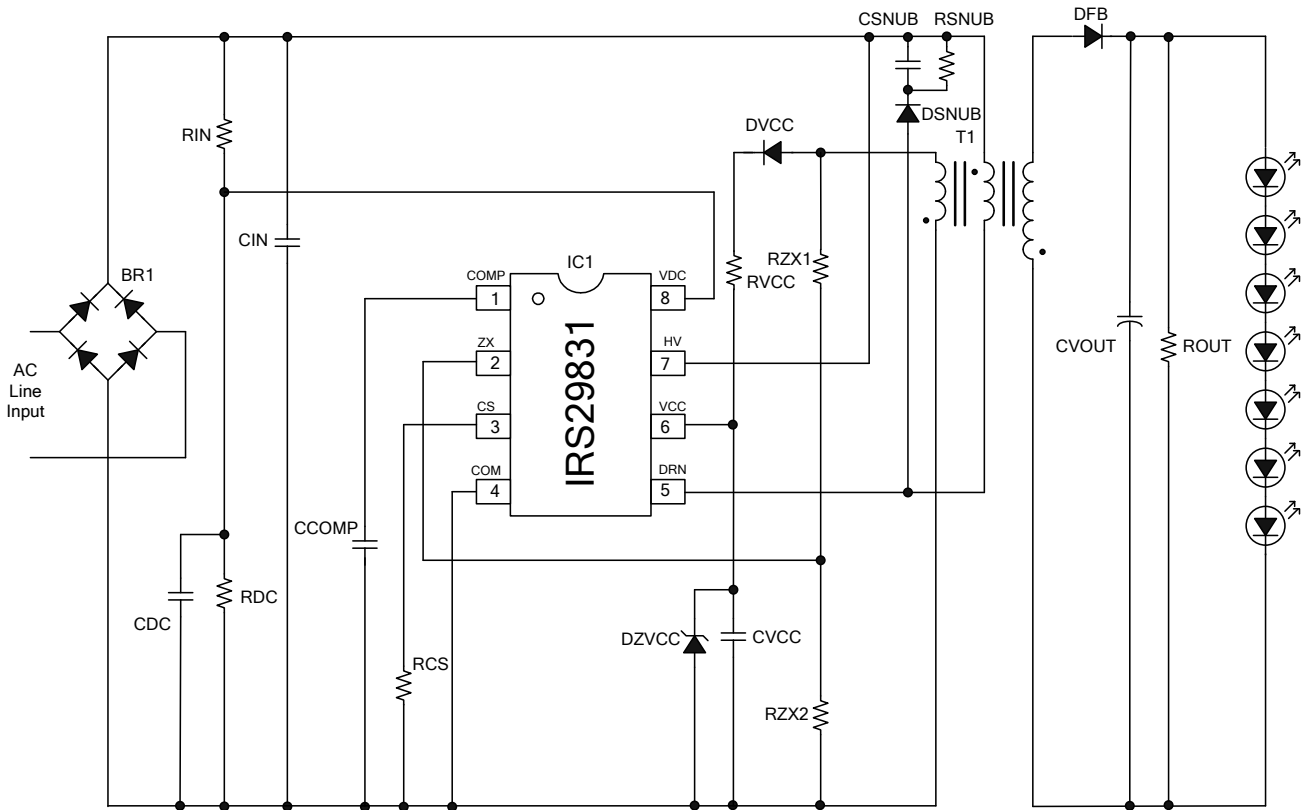 CSNUB
RSNUB
DFB
RIN
DVCC
DSNUB
T1
CIN
BR1
IC1
RVCC
RZX1
COMP
VDC
1
8
ZX
HV
2
7
CS
VCC
3
6
COM
DRN
4
5
IRS29831
AC
Line
Input
CVOUT
ROUT
CCOMP
CDC
RDC
DZVCC
CVCC
RCS
RZX2